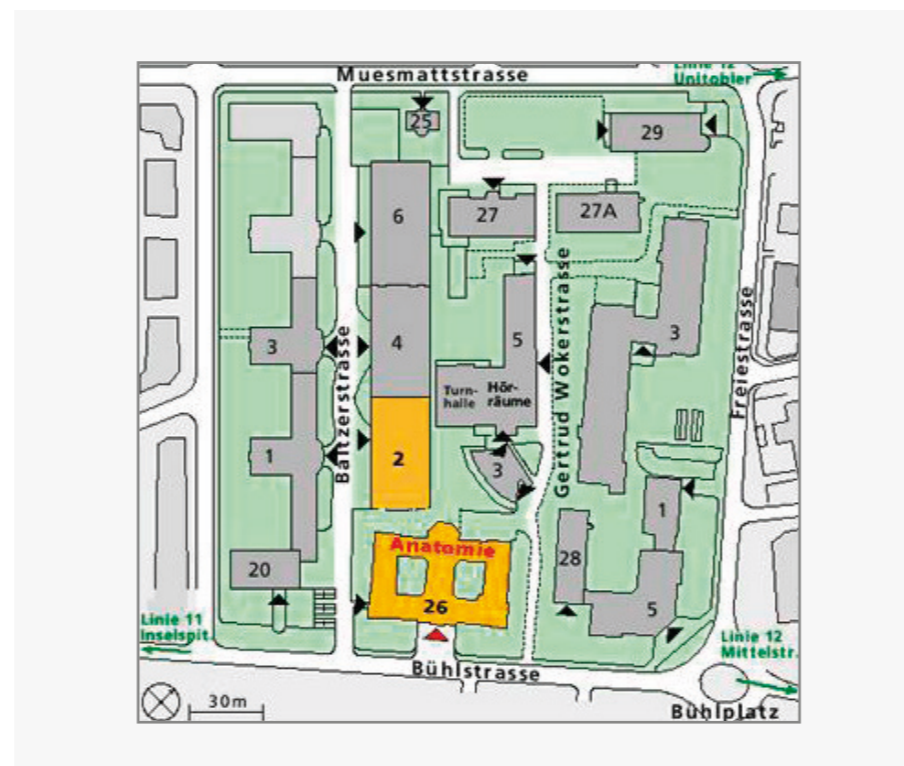 Muesmattstrasse
Linie 12
Unitobler
25
29
6
27
27A
3
4
5
3
Turn-
halle
Hör-
räume
Baltzerstrasse
Gertrud Wokerstrasse
Freiestrasse
1
2
3
1
Anatomie
28
20
26
5
Linie 11
Inselspit.
Linie 12
Mittelstr.
Bühlstrasse
30m
Bühlplatz